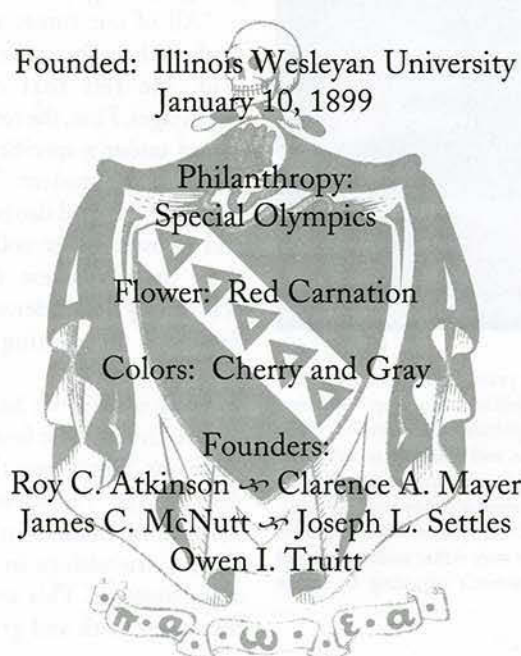 Founded: Illinois Wesleyan University
January 10, 1899
Philanthropy:
Special Olympics
Flower: Red Carnation
Colors: Cherry and Gray
Founders:
Roy C. Atkinson Clarence A. Mayer
James C. McNutt Joseph L. Settles
Owen I. Truitt
π · α · ω · ε · α ·